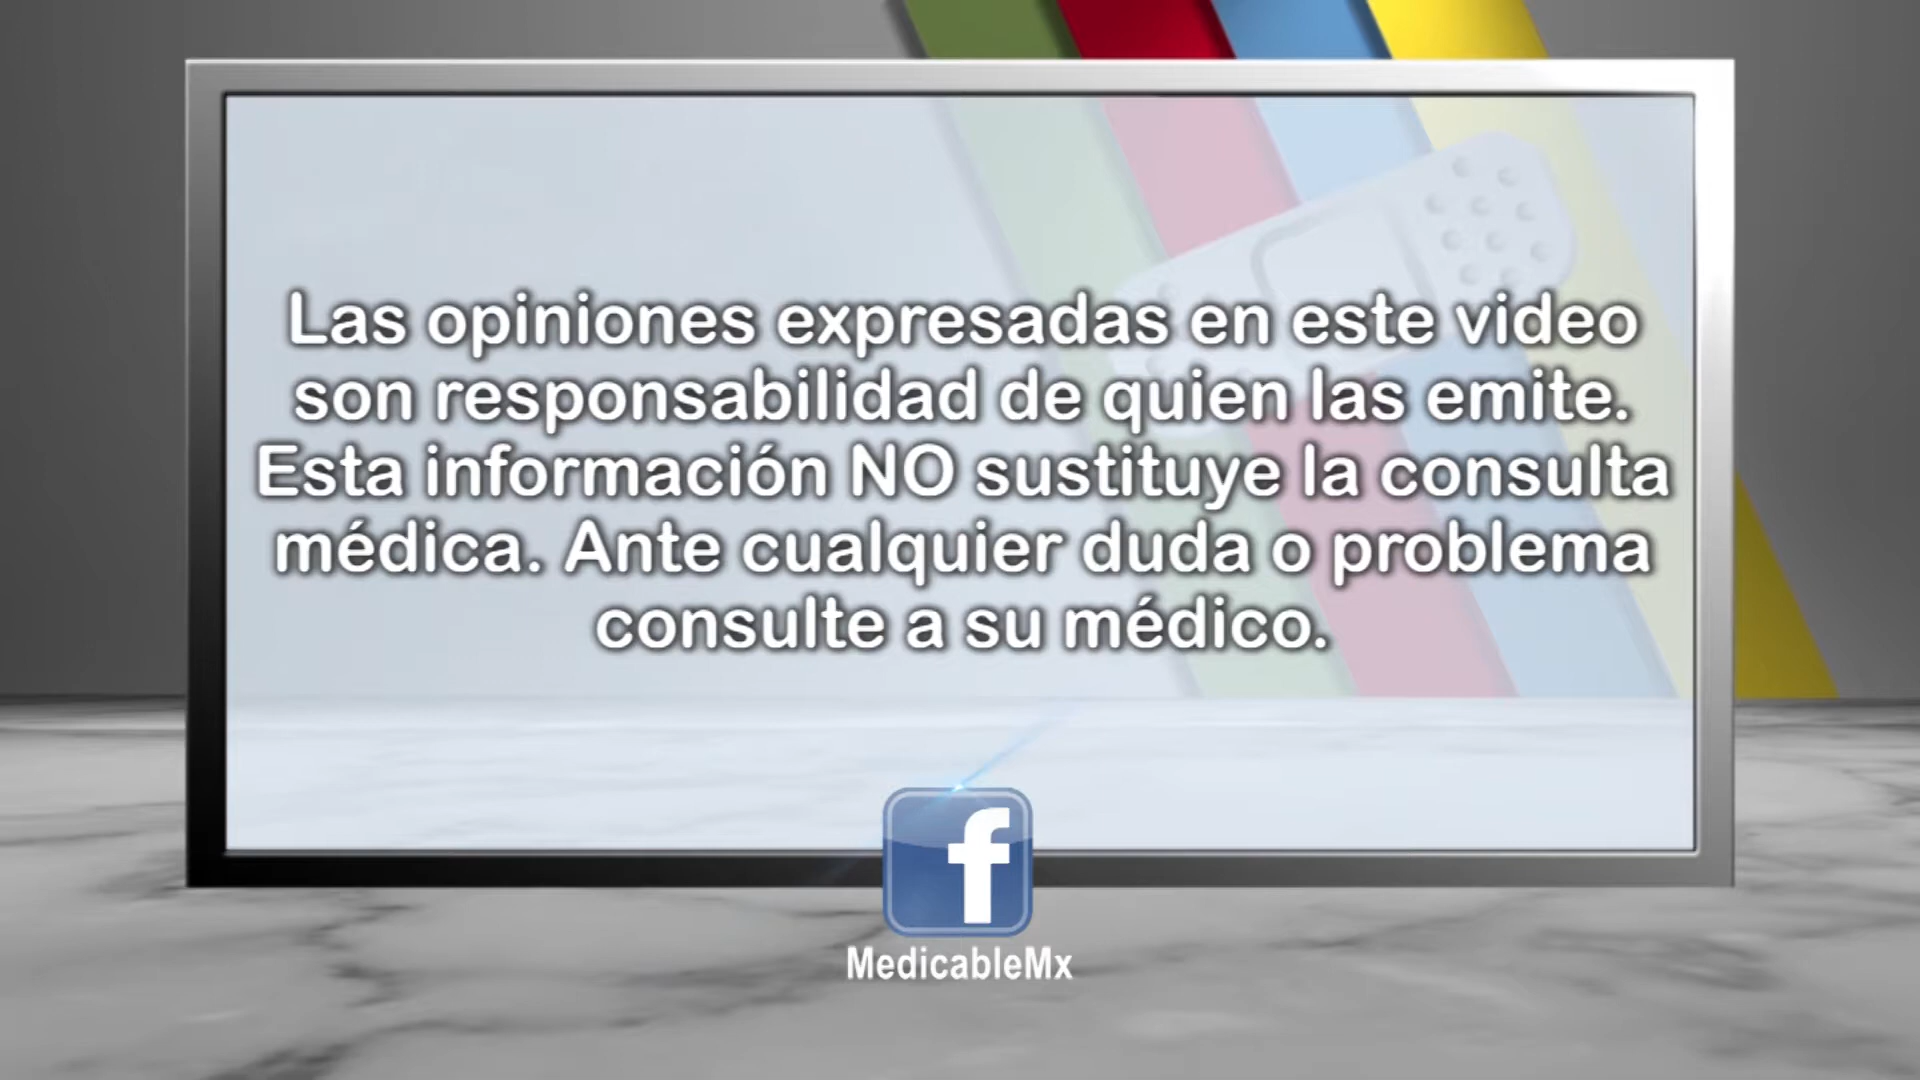 Las opiniones expresadas en este video
son responsabilidad de quien las emite.
Esta información NO sustituye la consulta
médica. Ante cualquier duda o problema
consulte a su médico.
f
MedicableMx